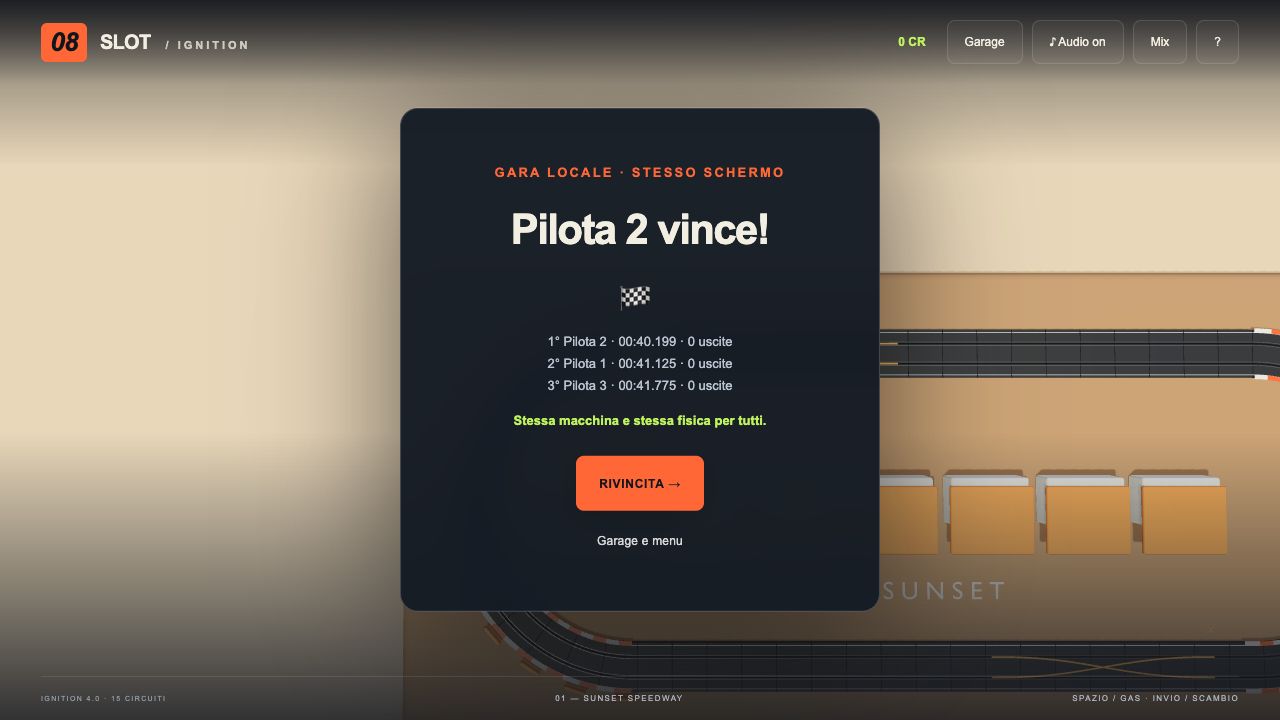 08 SLOT / IGNITION
0 CR
Garage
♪ Audio on
Mix
?
GARA LOCALE · STESSO SCHERMO
Pilota 2 vince!
1° Pilota 2 · 00:40.199 · 0 uscite
2° Pilota 1 · 00:41.125 · 0 uscite
3° Pilota 3 · 00:41.775 · 0 uscite
Stessa macchina e stessa fisica per tutti.
RIVINCITA →
Garage e menu
SUNSET
IGNITION 4.0 · 15 CIRCUITI
01 — SUNSET SPEEDWAY
SPAZIO / GAS · INVIO / SCAMBIO